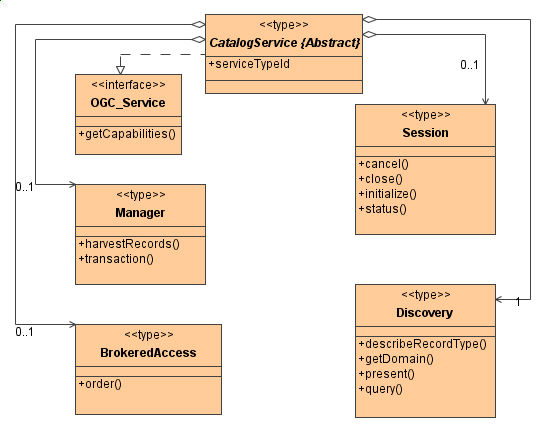 <<type>>
CatalogService {Abstract}
+serviceTypeId
0..1
<<interface>>
OGC_Service
+getCapabilities()
<<type>>
Session
+cancel()
+close()
+initialize()
+status()
0..1
<<type>>
Manager
+harvestRecords()
+transaction()
<<type>>
Discovery
+describeRecordType()
+getDomain()
+present()
+query()
1
0..1
<<type>>
BrokeredAccess
+order()